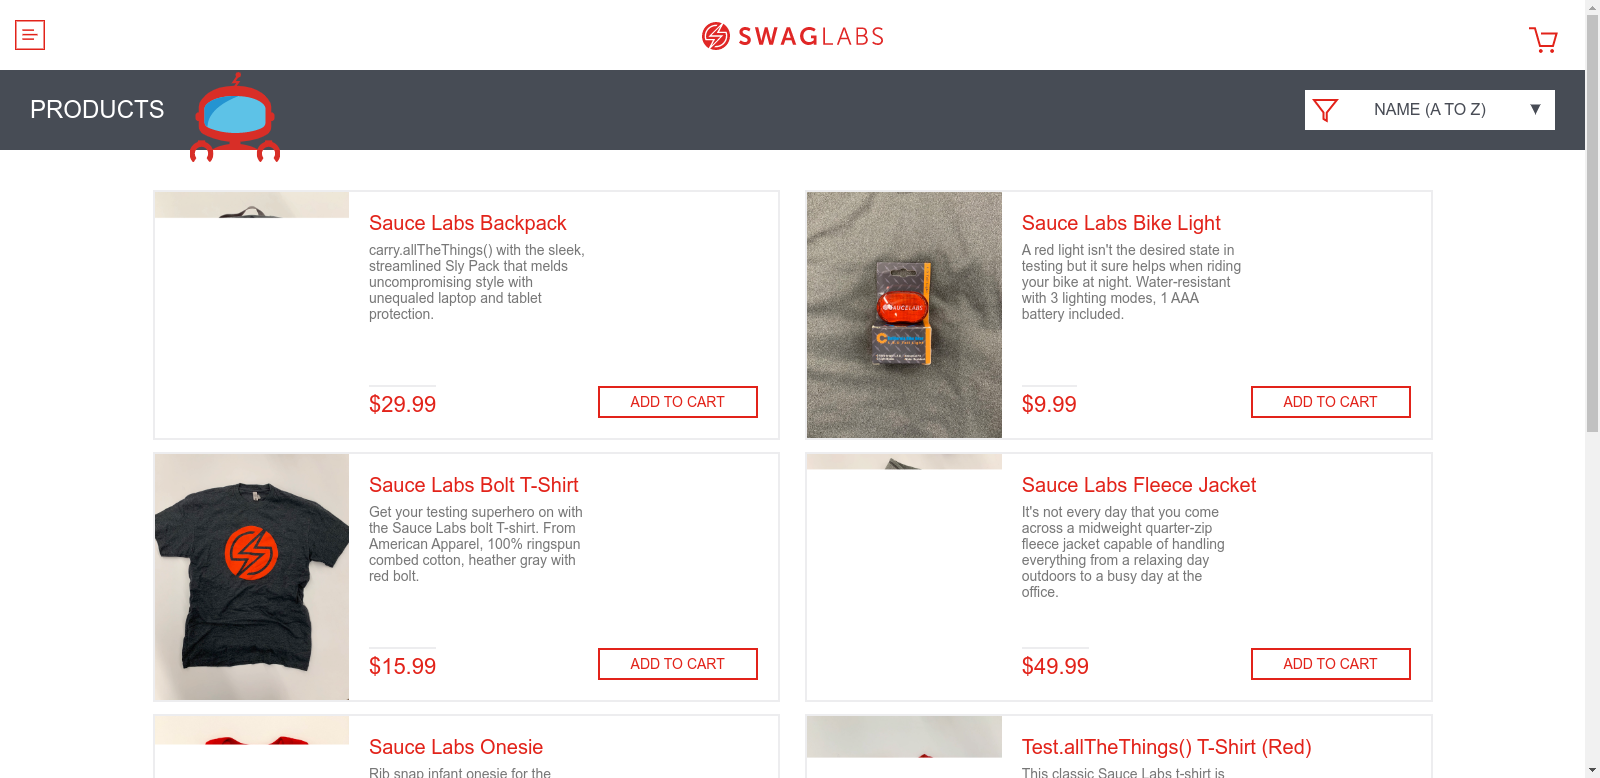 SWAGLABS
PRODUCTS
NAME (A TO Z) ▼
Sauce Labs Backpack
carry.allTheThings() with the sleek,
streamlined Sly Pack that melds
uncompromising style with
unequaled laptop and tablet
protection.
$29.99
ADD TO CART
Sauce Labs Bike Light
A red light isn't the desired state in
testing but it sure helps when riding
your bike at night. Water-resistant
with 3 lighting modes, 1 AAA
battery included.
$9.99
ADD TO CART
SAUCELABS
Sauce Labs Bolt T-Shirt
Get your testing superhero on with
the Sauce Labs bolt T-shirt. From
American Apparel, 100% ringspun
combed cotton, heather gray with
red bolt.
$15.99
ADD TO CART
Sauce Labs Fleece Jacket
It's not every day that you come
across a midweight quarter-zip
fleece jacket capable of handling
everything from a relaxing day
outdoors to a busy day at the
office.
$49.99
ADD TO CART
Sauce Labs Onesie
Rib snap infant onesie for the
Test.allTheThings() T-Shirt (Red)
This classic Sauce Labs t-shirt is